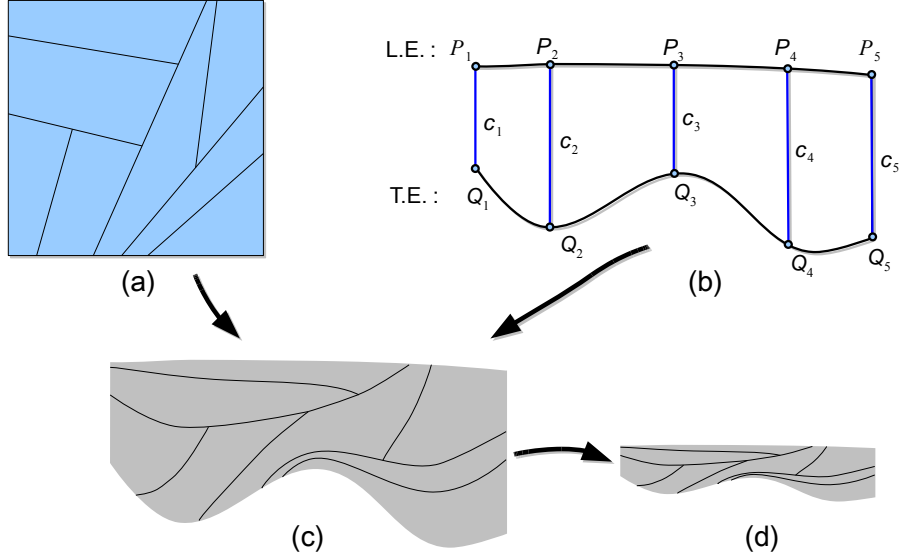 L.E. : P1 P2 P3 P4 P5
c1 c2 c3 c4 c5
T.E. : Q1 Q2 Q3 Q4 Q5
(a) (b)
(c) (d)